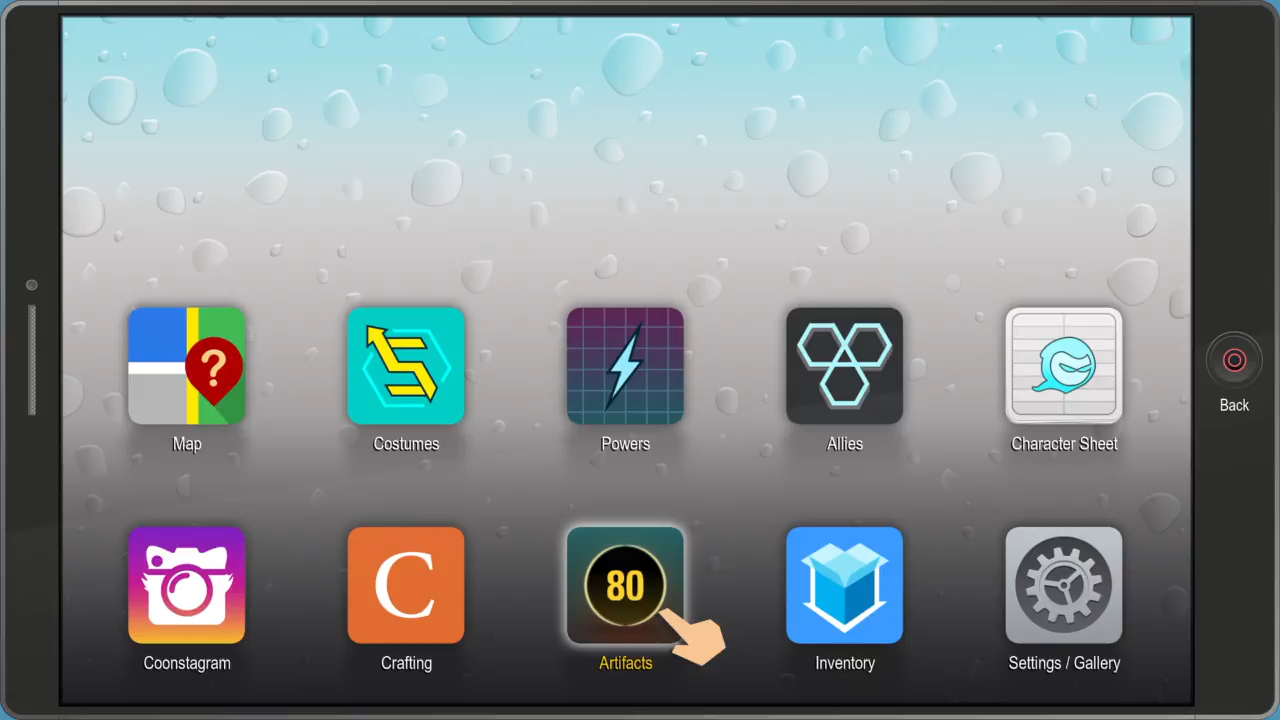 ?
Map
Costumes
Powers
Allies
Character Sheet
Back
Coonstagram
C
Crafting
80
Artifacts
Inventory
Settings / Gallery